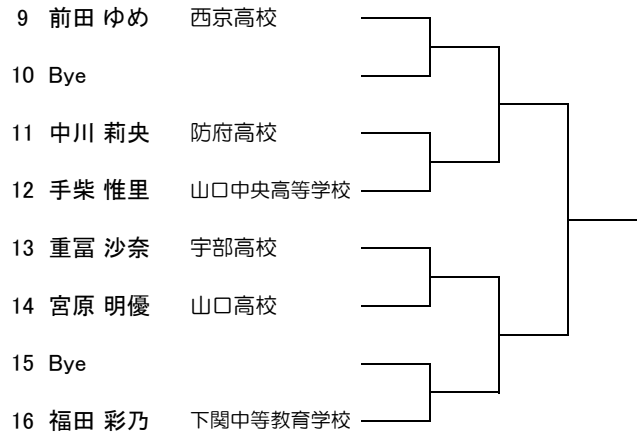 9 前田 ゆめ 西京高校
10 Bye
11 中川 莉央 防府高校
12 手柴 惟里 山口中央高等学校
13 重冨 沙奈 宇部高校
14 宮原 明優 山口高校
15 Bye
16 福田 彩乃 下関中等教育学校